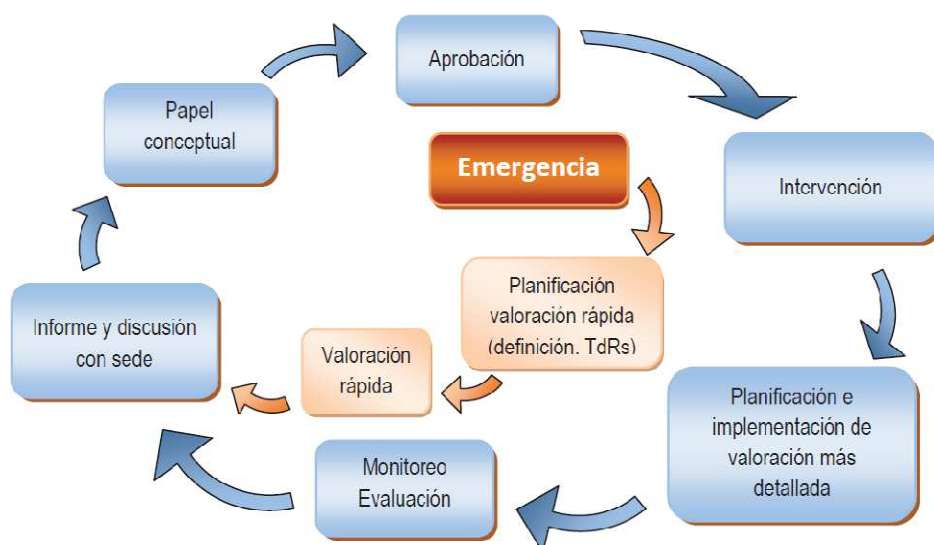 Aprobación
Papel
conceptual
Emergencia
Intervención
Planificación
valoración rápida
(definición. TdRs)
Informe y discusión
con sede
Valoración
rápida
Planificación e
implementación de
valoración más
detallada
Monitoreo
Evaluación